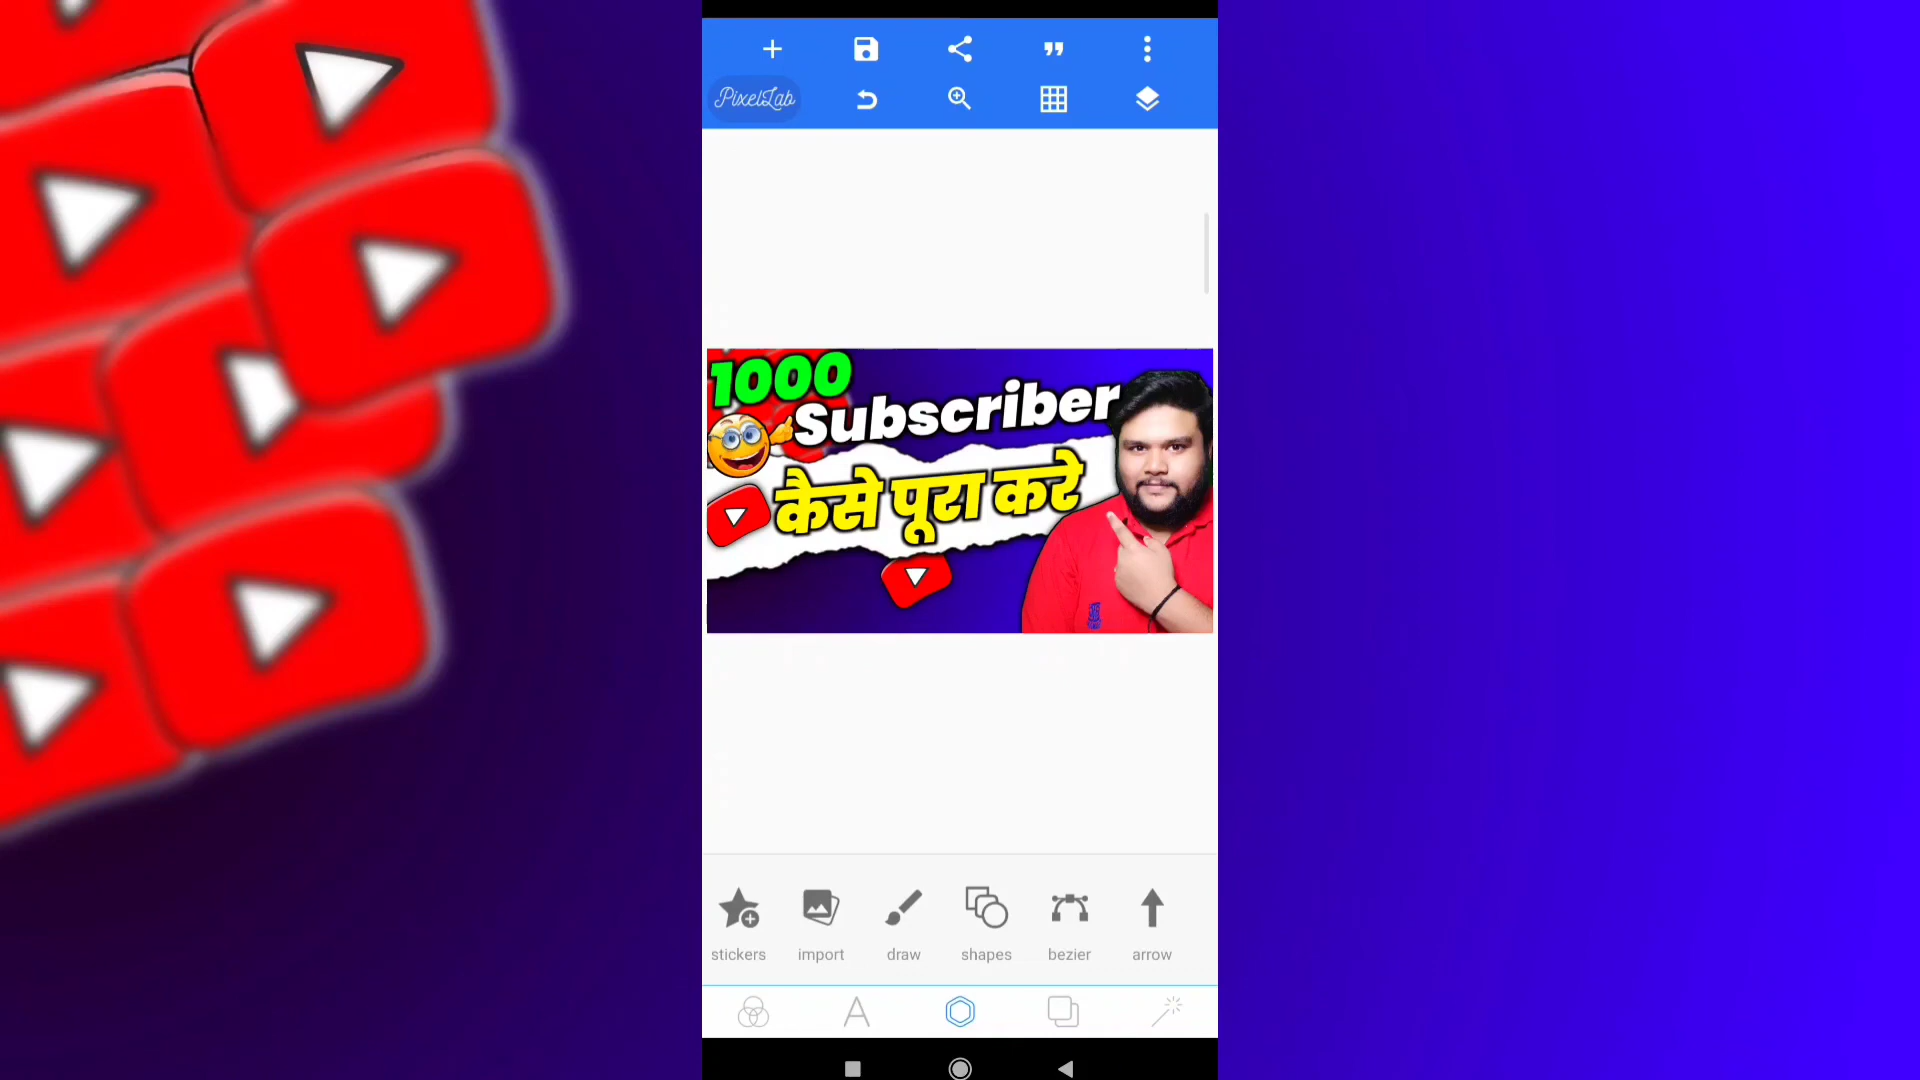 PixelLab
1000
Subscriber
कैसे पूरा करे
stickers import draw shapes bezier arrow